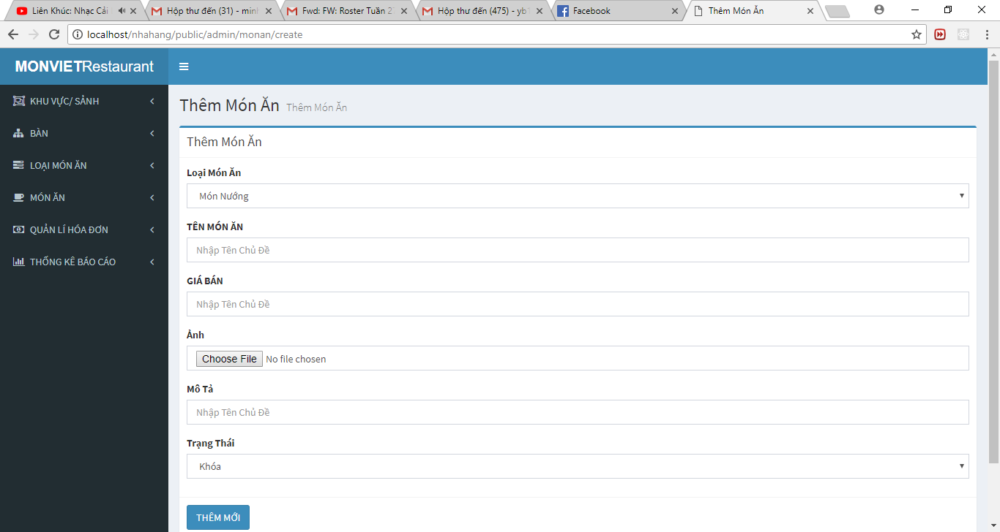 Liên Khúc: Nhạc Cải
Hộp thư đến (31) - minh
Fwd: FW: Roster Tuần 27
Hộp thư đến (475) - yb1
Facebook
Thêm Món Ăn
localhost/nhahang/public/admin/monan/create
MONVIETRestaurant
KHU VỰC/ SẢNH
BÀN
LOẠI MÓN ĂN
MÓN ĂN
QUẢN LÍ HÓA ĐƠN
THỐNG KÊ BÁO CÁO
Thêm Món Ăn Thêm Món Ăn
Thêm Món Ăn
Loại Món Ăn
Món Nướng
TÊN MÓN ĂN
Nhập Tên Chủ Đề
GIÁ BÁN
Nhập Tên Chủ Đề
Ảnh
Choose File No file chosen
Mô Tả
Nhập Tên Chủ Đề
Trạng Thái
Khóa
THÊM MỚI